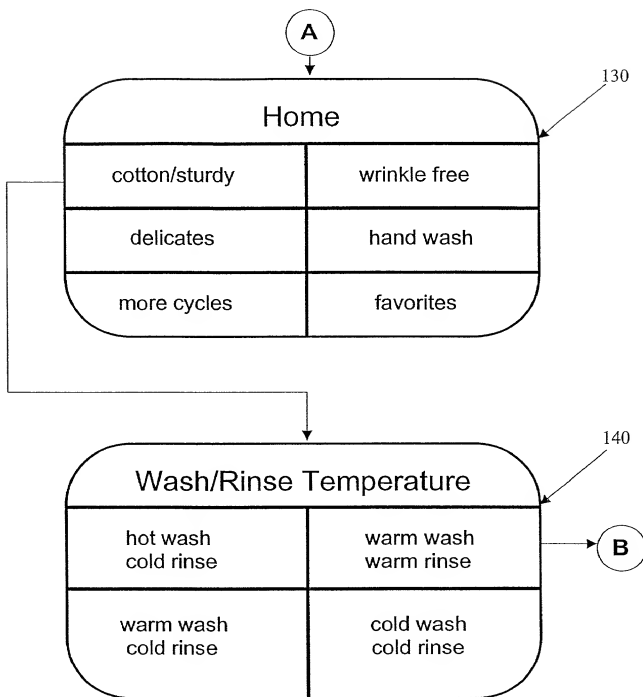 A
130
Home
cotton/sturdy
wrinkle free
delicates
hand wash
more cycles
favorites
140
Wash/Rinse Temperature
hot wash
cold rinse
warm wash
warm rinse
B
warm wash
cold rinse
cold wash
cold rinse